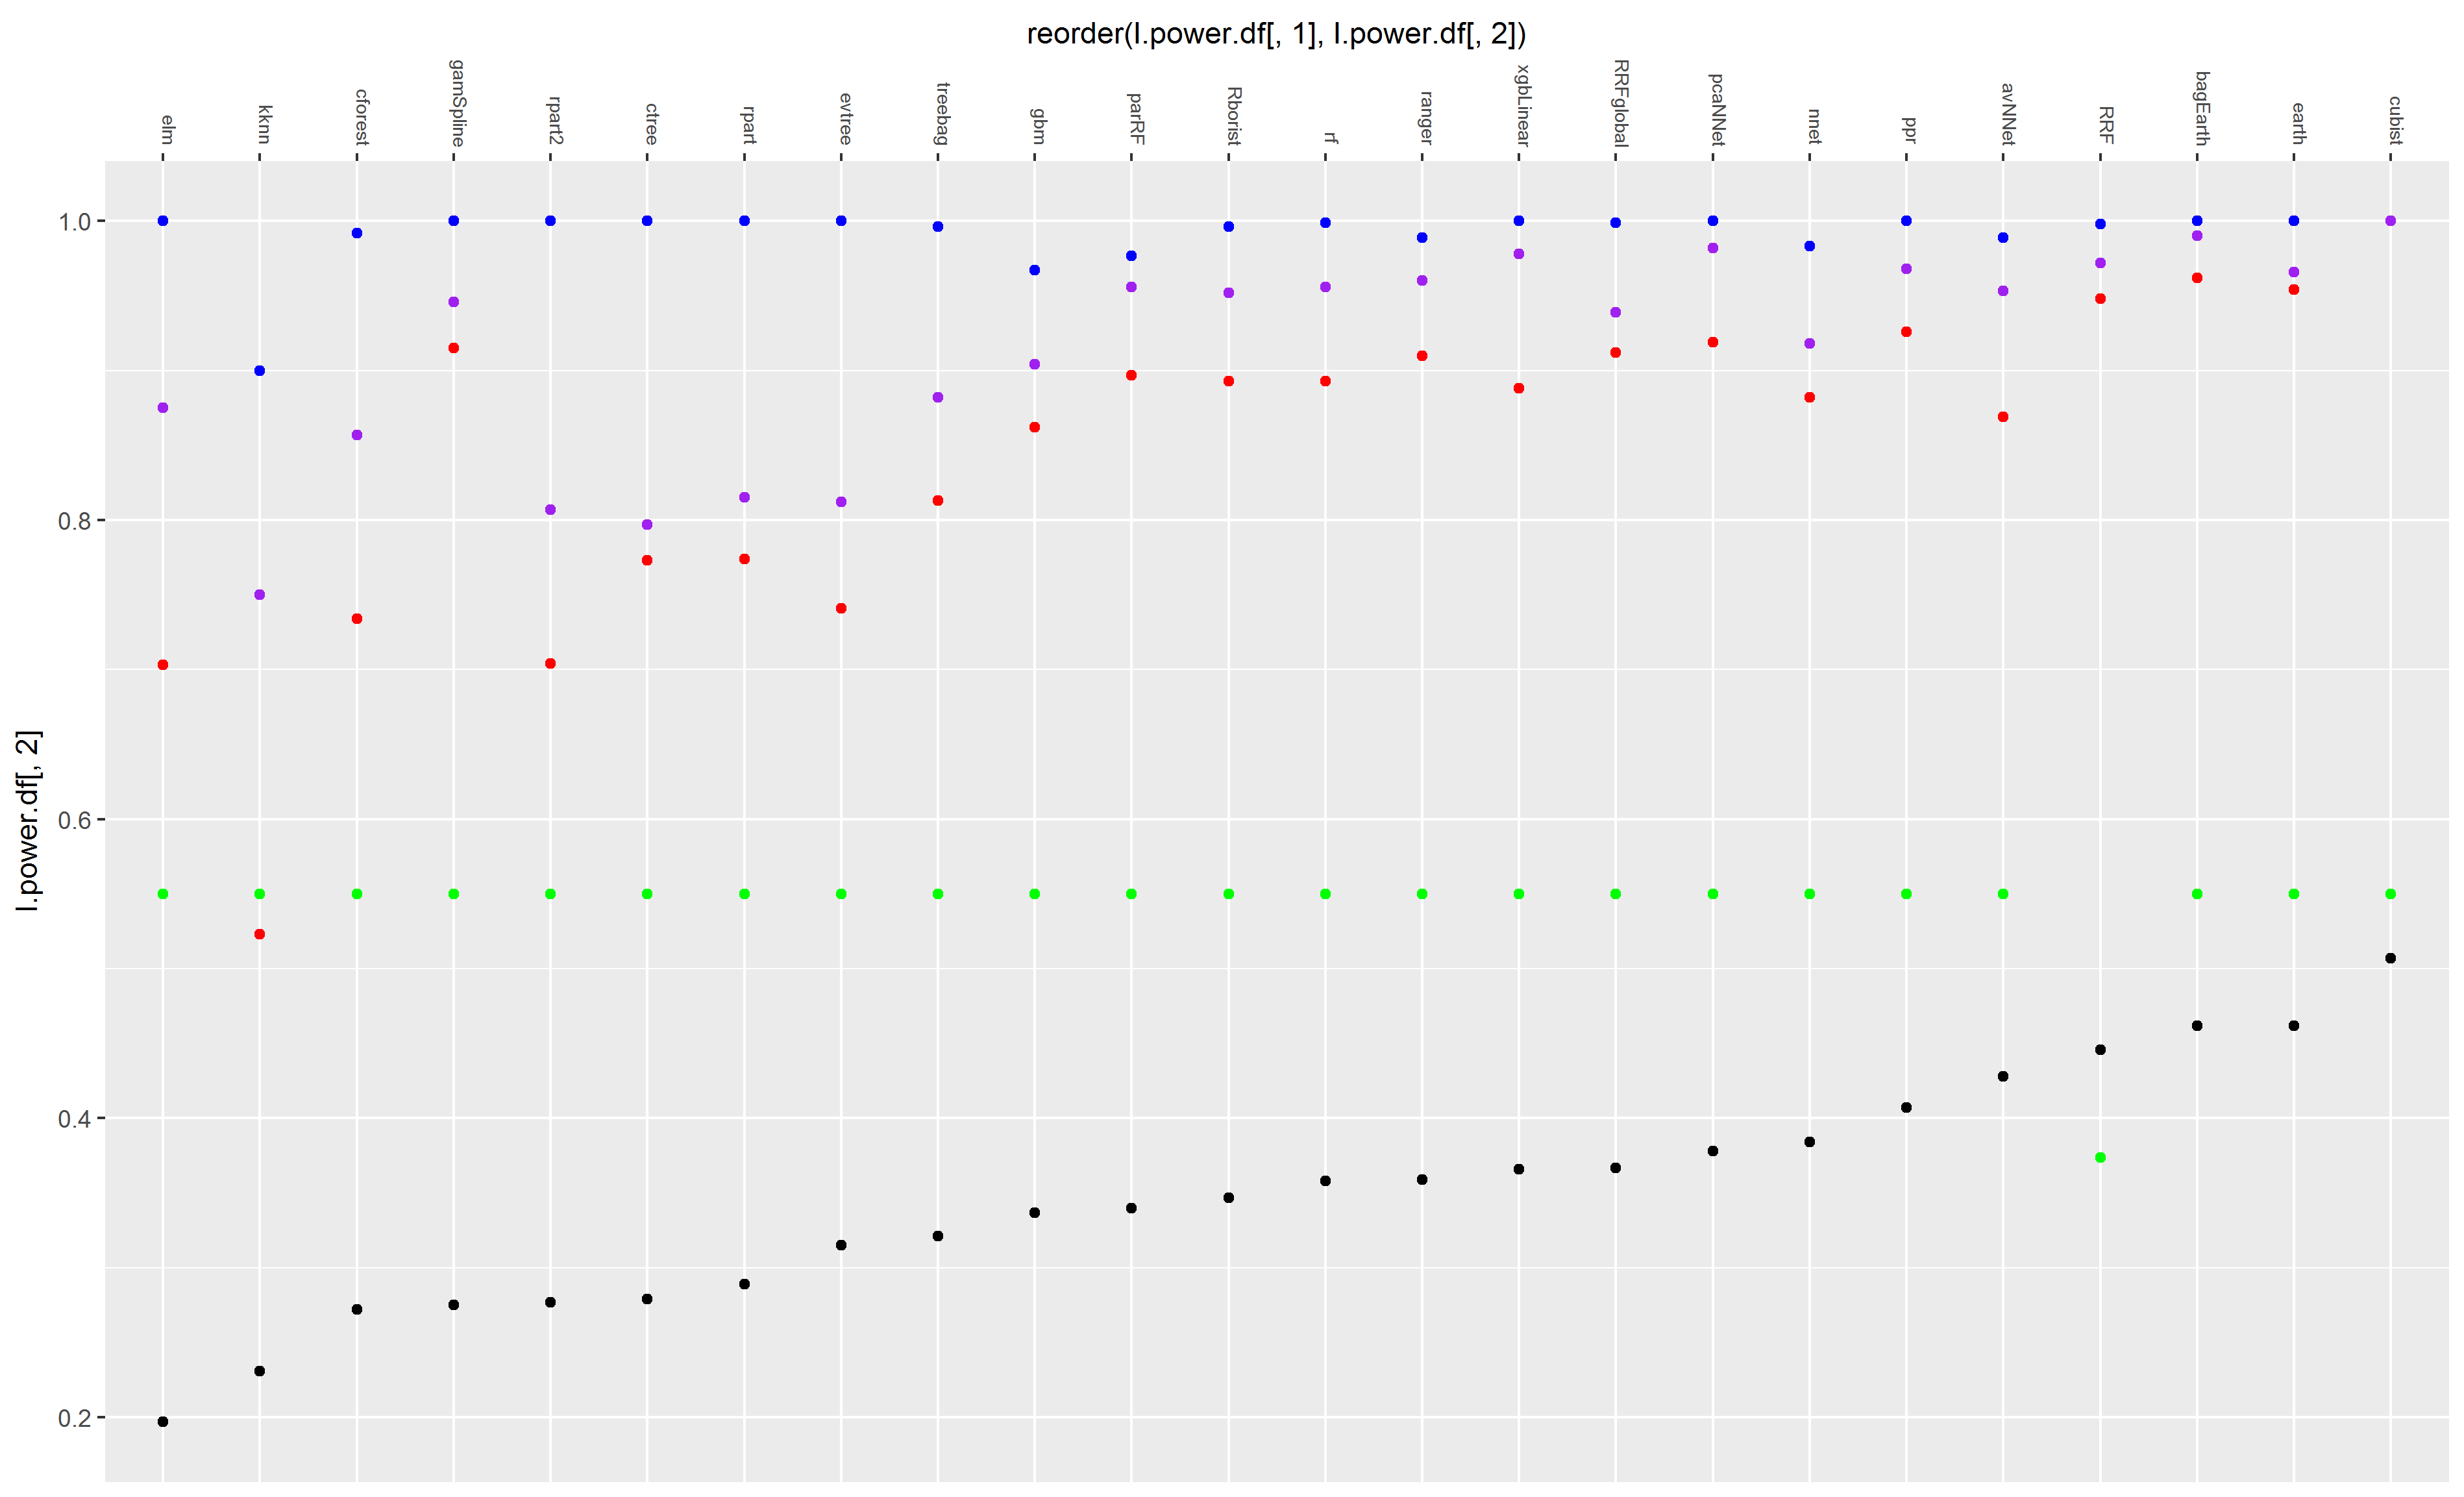 reorder(l.power.df[, 1], l.power.df[, 2])
elm
kknn
cforest
gamSpline
rpart2
ctree
rpart
evtree
treebag
gbm
parRF
Rborist
rf
ranger
xgbLinear
RRFglobal
pcaNNet
nnet
ppr
avNNet
RRF
bagEarth
earth
cubist
1.0
0.8
0.6
0.4
0.2
l.power.df[, 2]